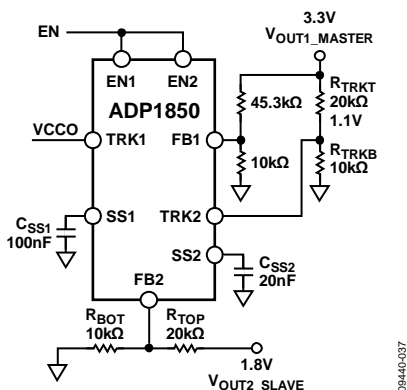 EN
EN1
EN2
ADP1850
VCCO
TRK1
FB1
SS1
TRK2
SS2
FB2
3.3V
VOUT1_MASTER
45.3kΩ
10kΩ
RTRKT
20kΩ
1.1V
RTRKB
10kΩ
CSS1
100nF
CSS2
20nF
RBOT
10kΩ
RTOP
20kΩ
1.8V
VOUT2_SLAVE
09440-037